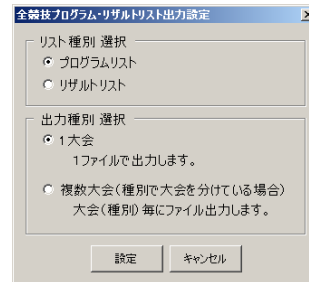 全競技プログラム・リザルトリスト出力設定
リスト種別 選択
プログラムリスト
リザルトリスト
出力種別 選択
1大会
1ファイルで出力します。
複数大会(種別で大会を分けている場合)
大会(種別)毎にファイル出力します。
設定 キャンセル